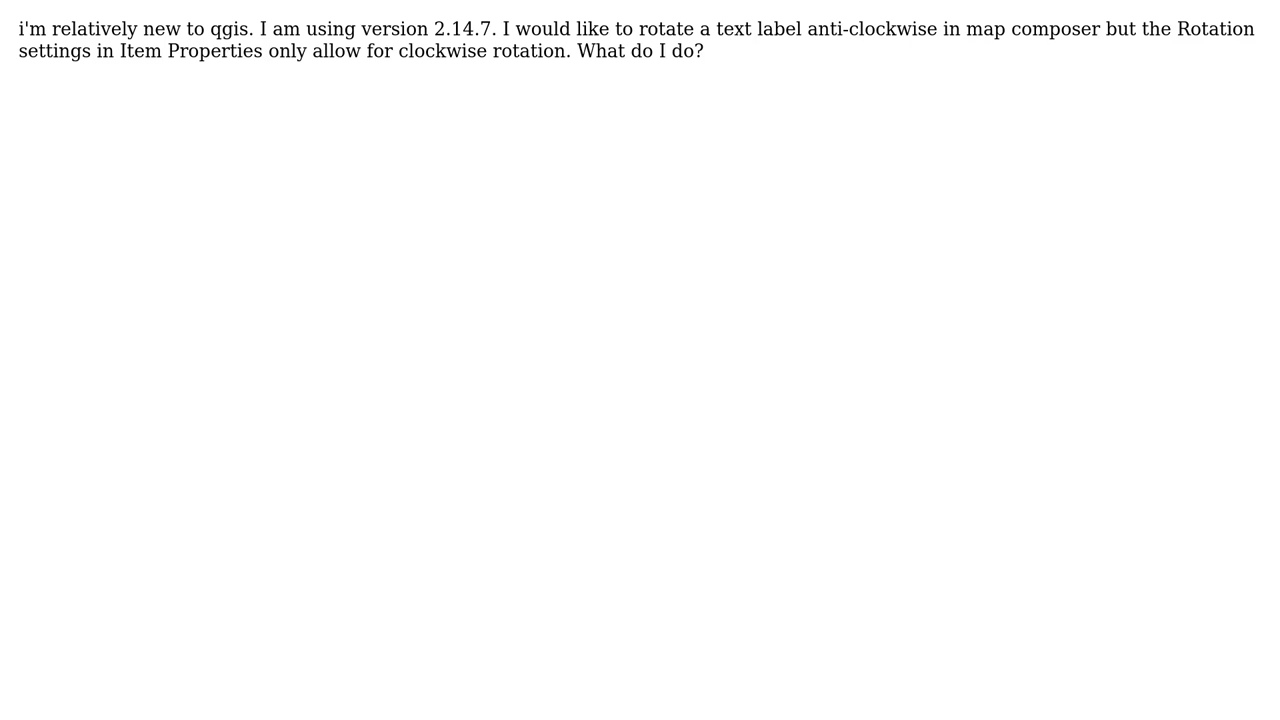 i'm relatively new to qgis. I am using version 2.14.7. I would like to rotate a text label anti-clockwise in map composer but the Rotation
settings in Item Properties only allow for clockwise rotation. What do I do?